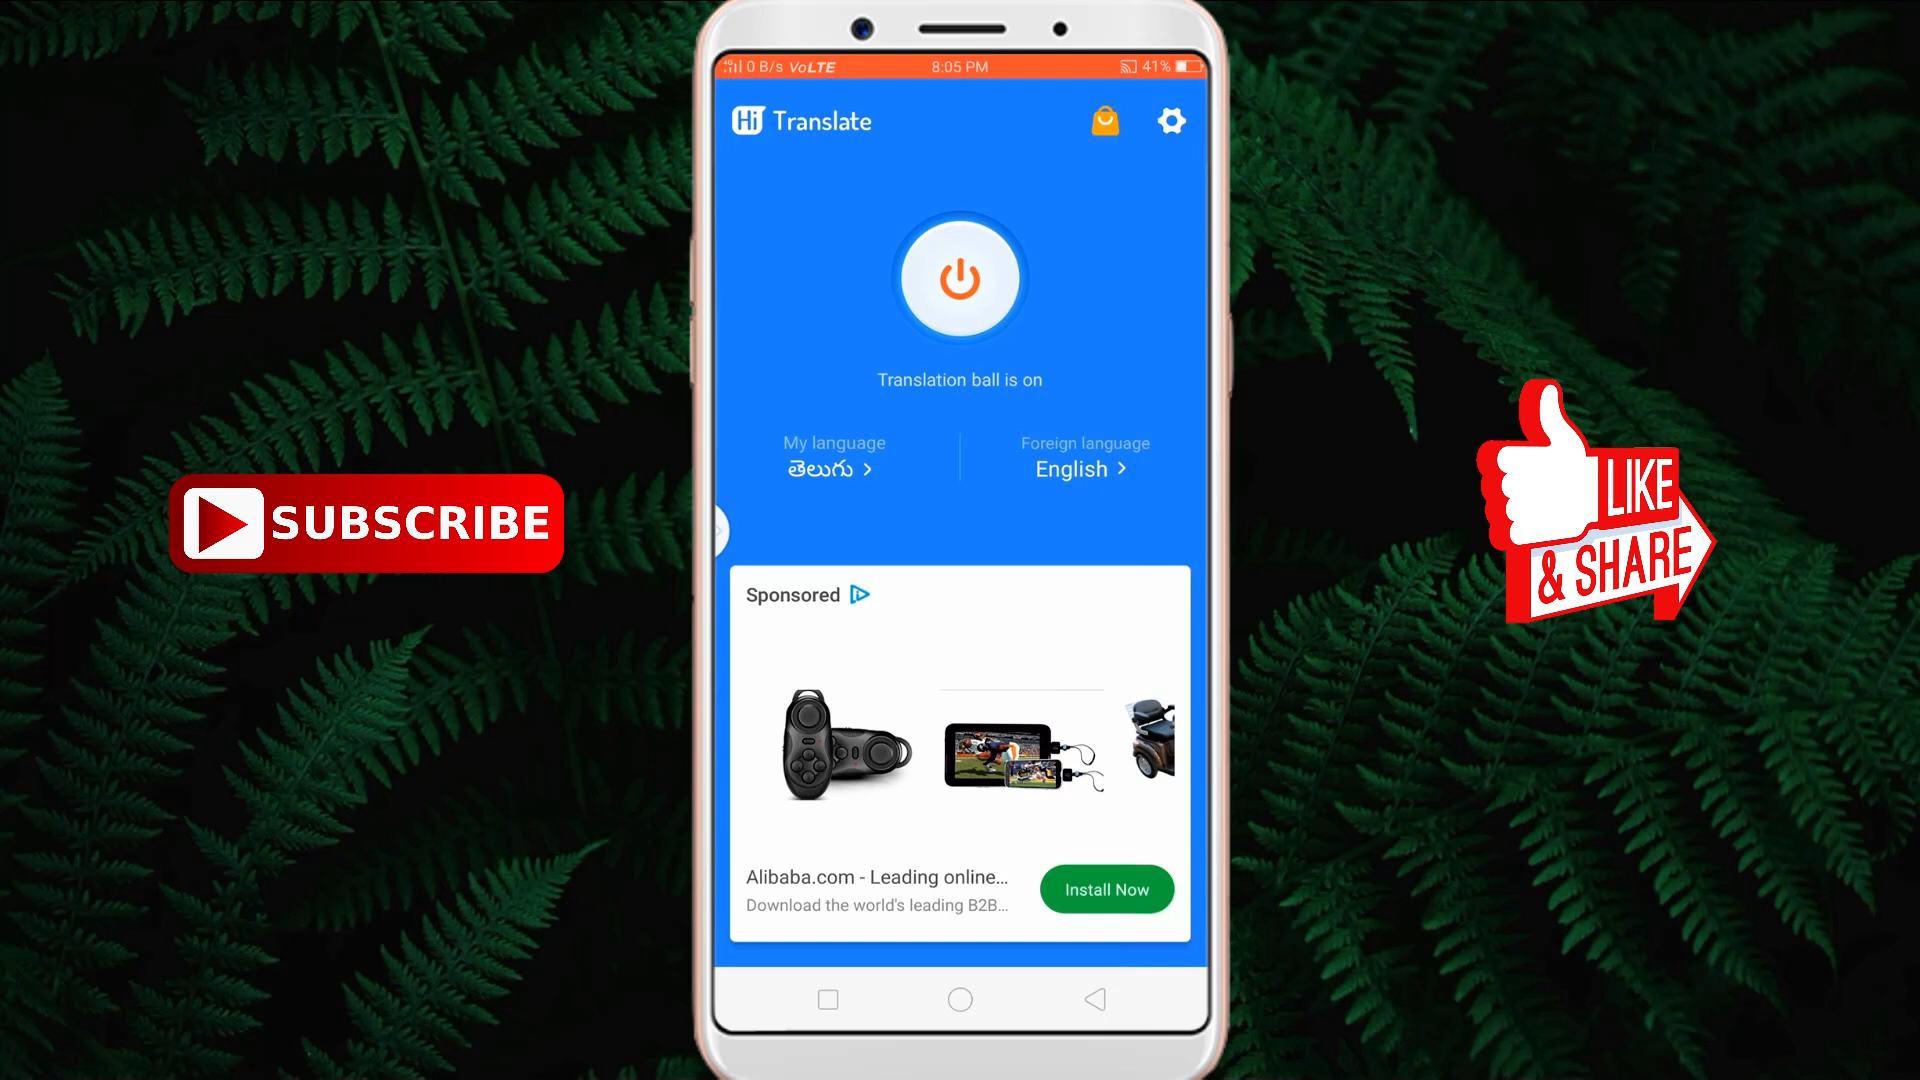 4G 0 B/s VoLTE 8:05 PM 41%
Hi Translate
Translation ball is on
My language Foreign language
తెలుగు English
SUBSCRIBE
LIKE
& SHARE
Sponsored
Alibaba.com - Leading online...
Download the world's leading B2B...
Install Now